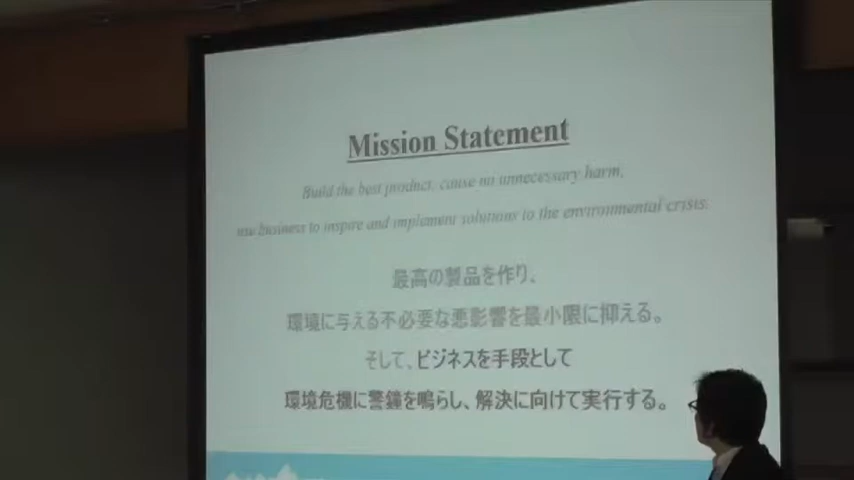 Mission Statement
Build the best product, cause no unnecessary harm,
use business to inspire and implement solutions to the environmental crisis.
最高の製品を作り、
環境に与える不必要な悪影響を最小限に抑える。
そして、ビジネスを手段として
環境危機に警鐘を鳴らし、解決に向けて実行する。